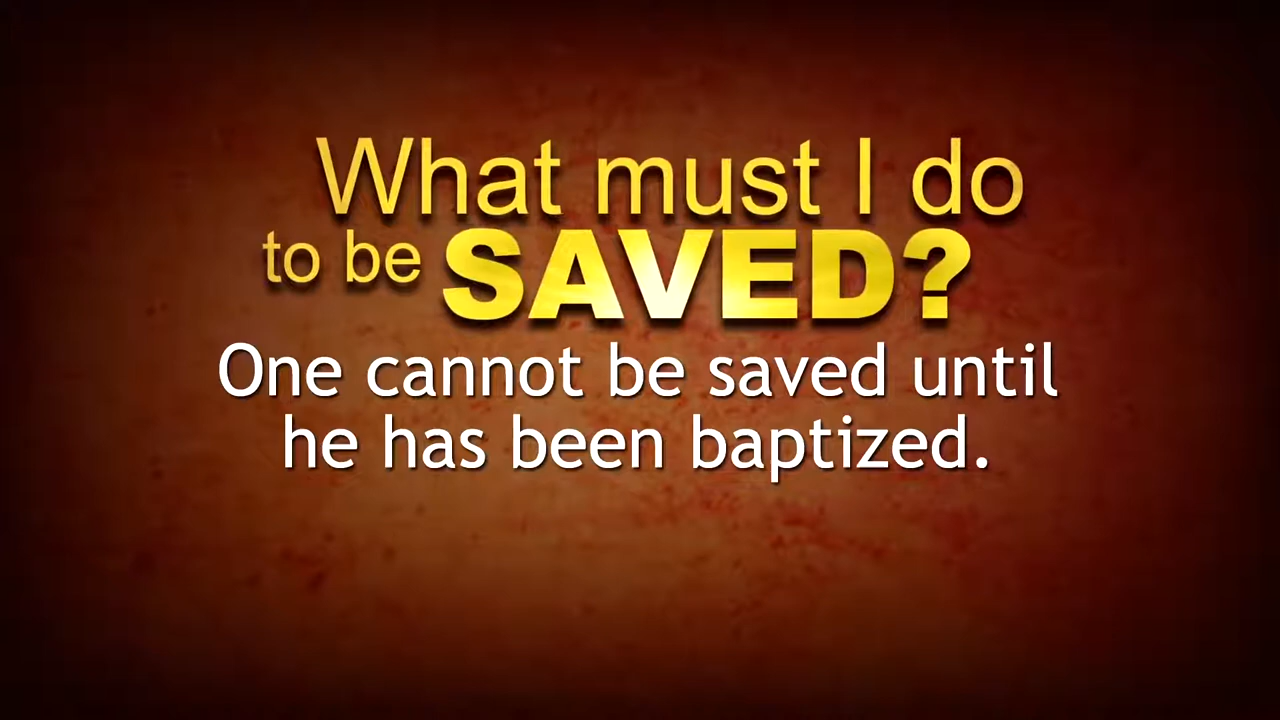 What must I do
to be SAVED?
One cannot be saved until
he has been baptized.